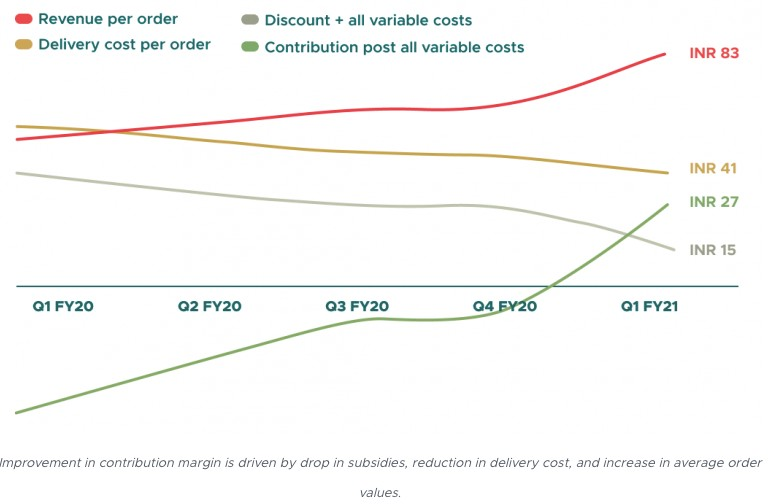 Revenue per order
Discount + all variable costs
Delivery cost per order
Contribution post all variable costs
INR 83
INR 41
INR 27
INR 15
Q1 FY20
Q2 FY20
Q3 FY20
Q4 FY20
Q1 FY21
Improvement in contribution margin is driven by drop in subsidies, reduction in delivery cost, and increase in average order
values.